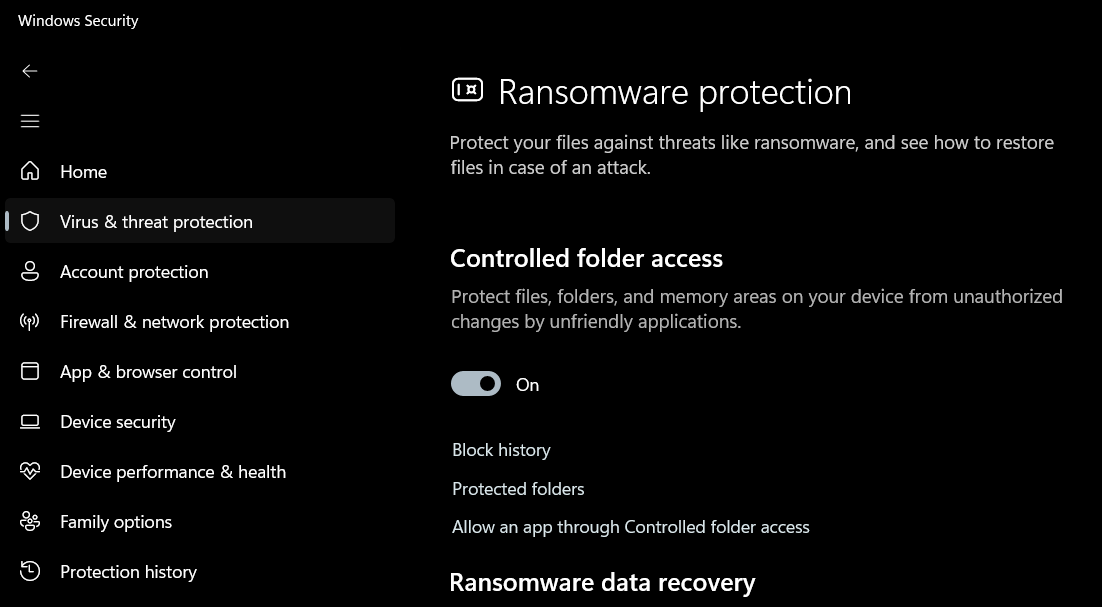 Windows Security
Home
Virus & threat protection
Account protection
Firewall & network protection
App & browser control
Device security
Device performance & health
Family options
Protection history
Ransomware protection
Protect your files against threats like ransomware, and see how to restore
files in case of an attack.
Controlled folder access
Protect files, folders, and memory areas on your device from unauthorized
changes by unfriendly applications.
On
Block history
Protected folders
Allow an app through Controlled folder access
Ransomware data recovery